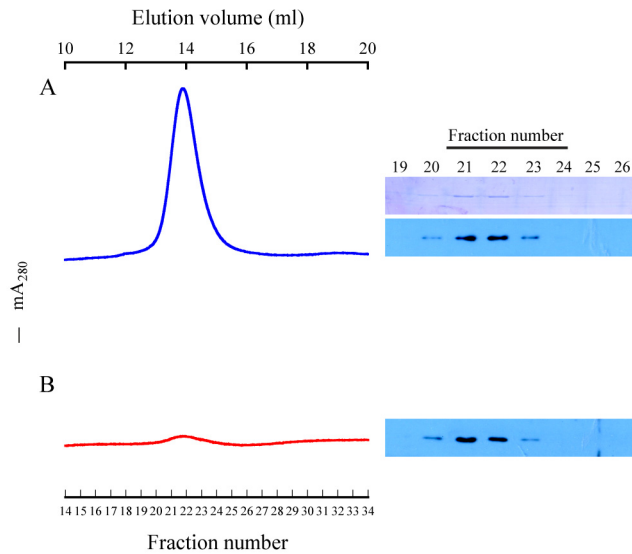 Elution volume (ml)
10 12 14 16 18 20
A
Fraction number
19 20 21 22 23 24 25 26
— mA280
B
14 15 16 17 18 19 20 21 22 23 24 25 26 27 28 29 30 31 32 33 34
Fraction number